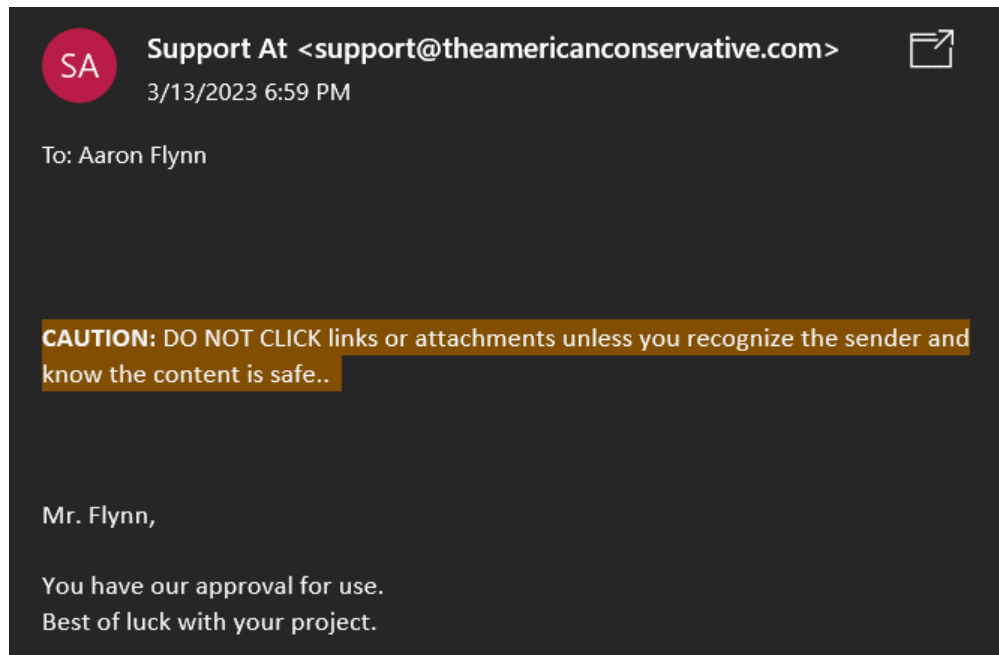 SA
Support At <support@theamericanconservative.com>
3/13/2023 6:59 PM
To: Aaron Flynn
CAUTION: DO NOT CLICK links or attachments unless you recognize the sender and
know the content is safe..
Mr. Flynn,
You have our approval for use.
Best of luck with your project.